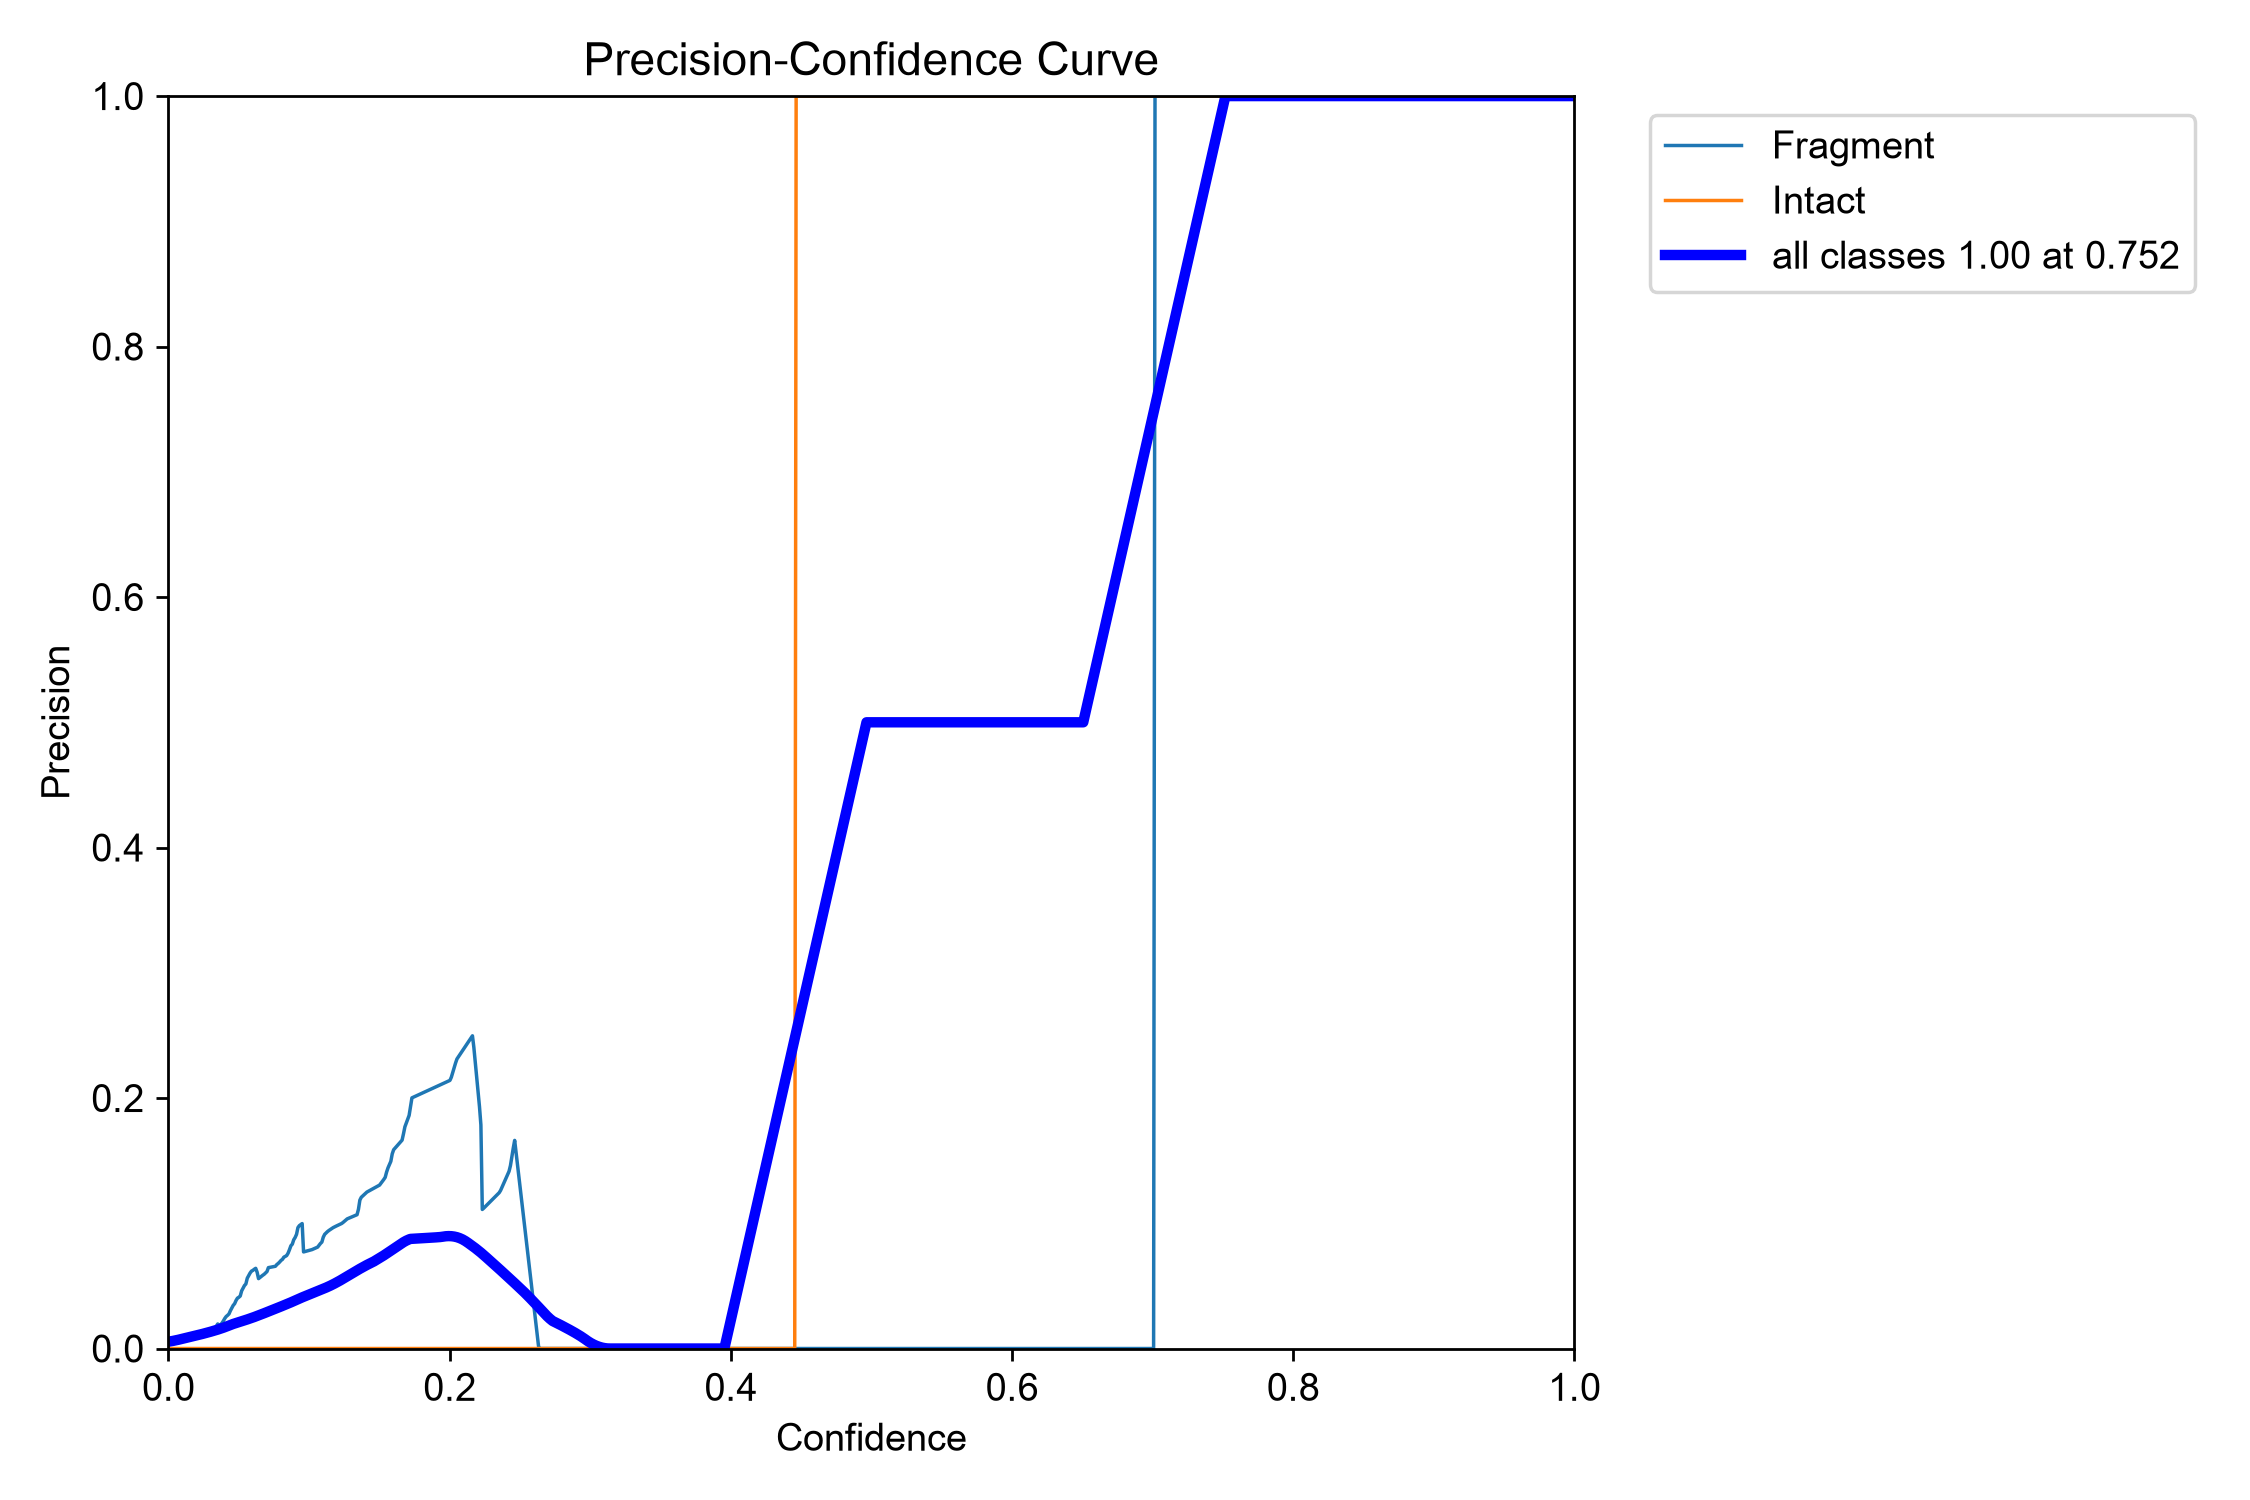 Precision-Confidence Curve
1.0
0.8
0.6
0.4
0.2
0.0
Precision
0.0 0.2 0.4 0.6 0.8 1.0
Confidence
Fragment
Intact
all classes 1.00 at 0.752